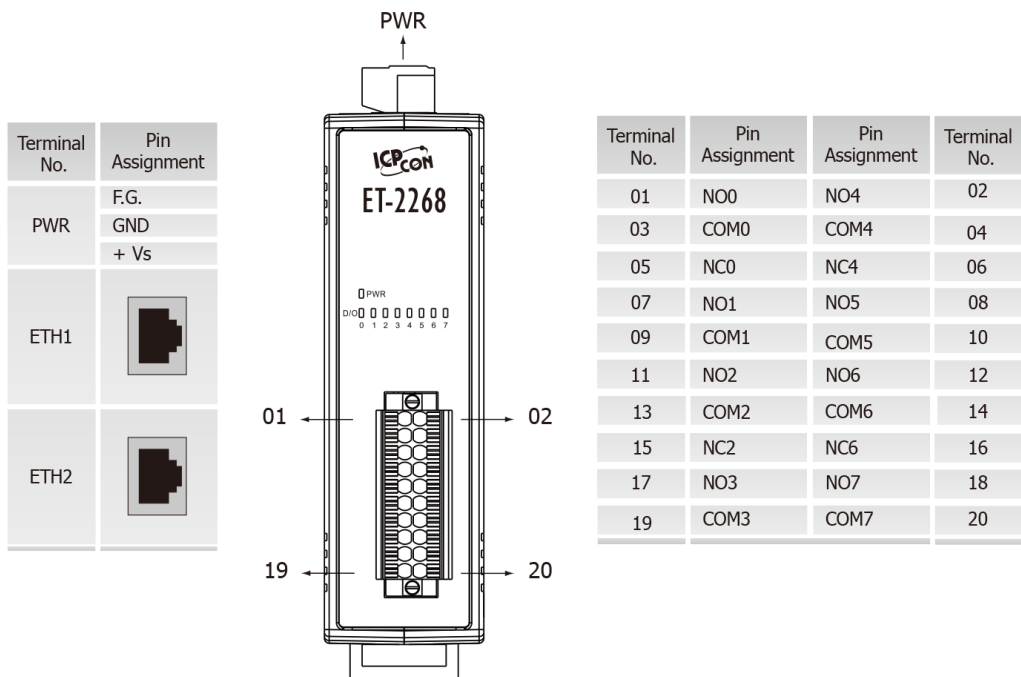 PWR
Terminal No. Pin Assignment
PWR F.G.
GND
+ Vs
ETH1
ETH2
ICP CON
ET-2268
PWR
D/O
0 1 2 3 4 5 6 7
01 02
19 20
Terminal No. Pin Assignment Pin Assignment Terminal No.
01 NO0 NO4 02
03 COM0 COM4 04
05 NC0 NC4 06
07 NO1 NO5 08
09 COM1 COM5 10
11 NO2 NO6 12
13 COM2 COM6 14
15 NC2 NC6 16
17 NO3 NO7 18
19 COM3 COM7 20